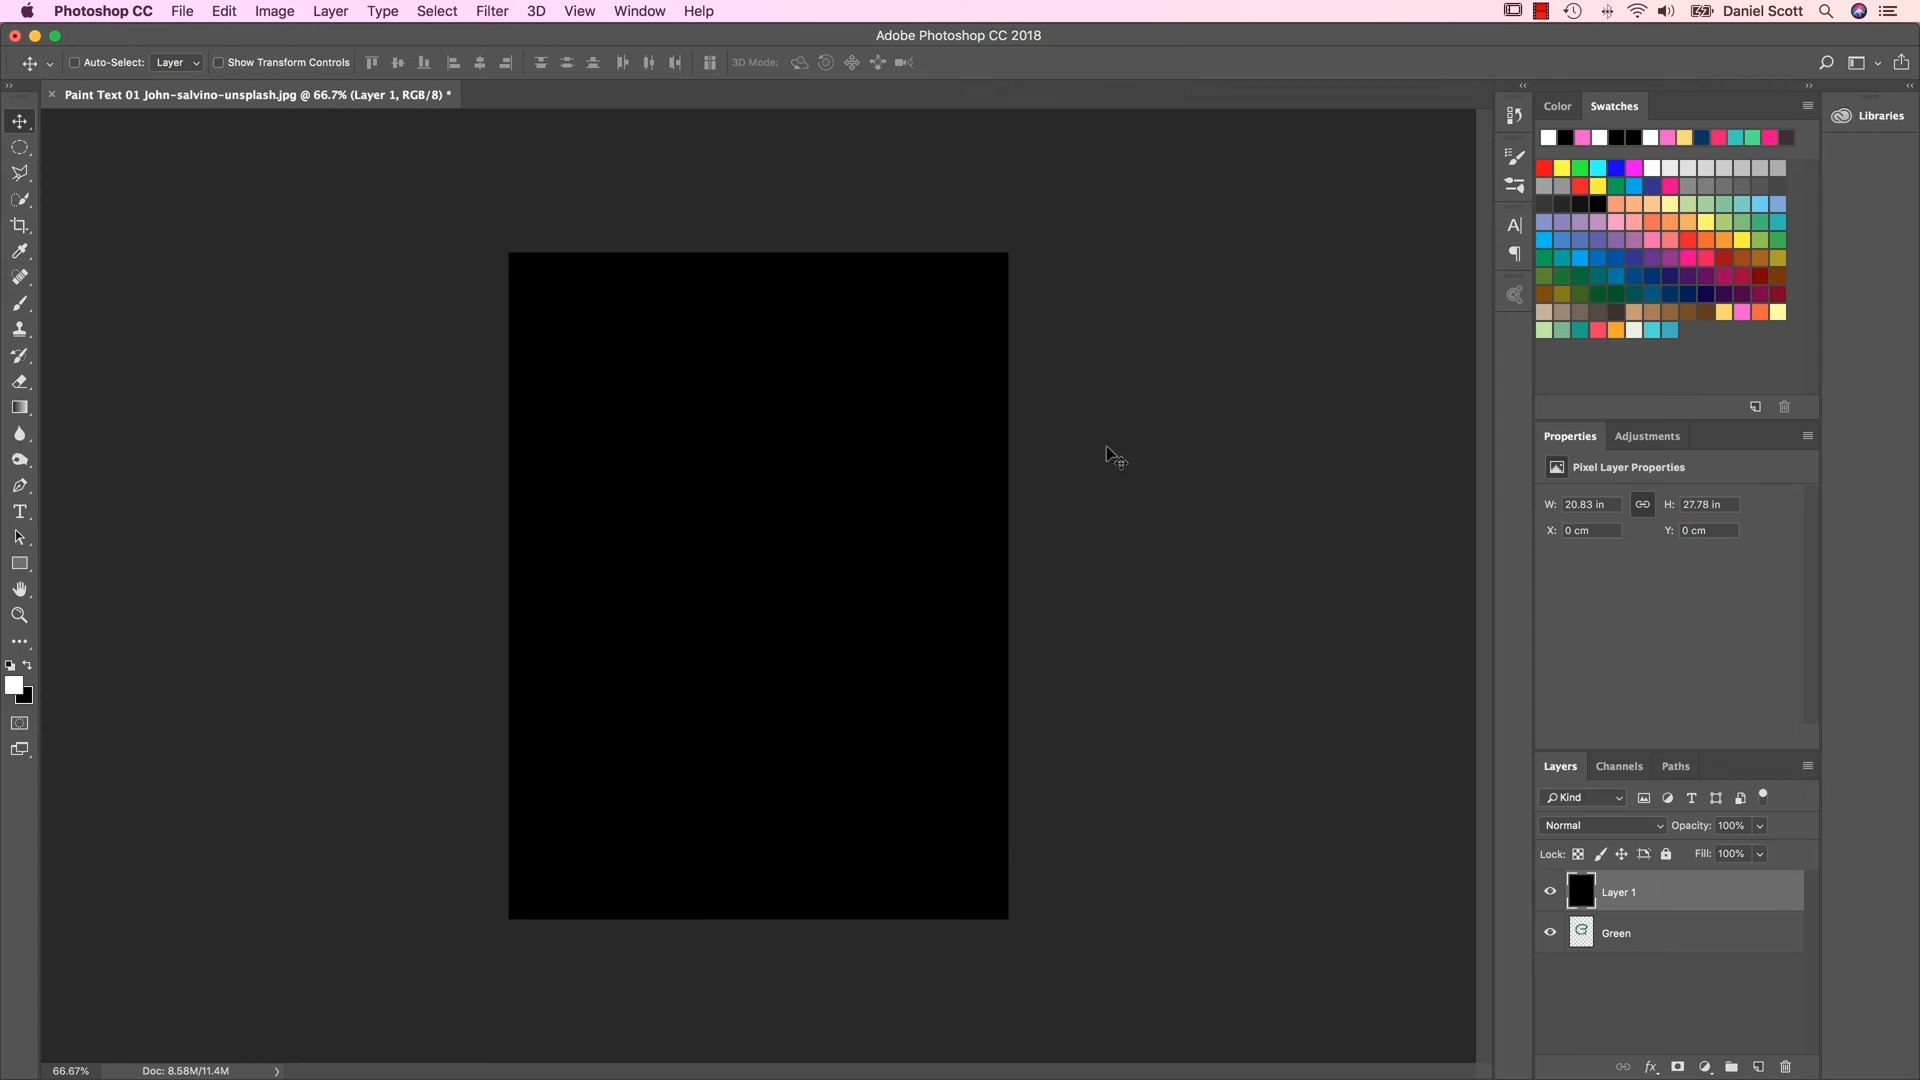 Photoshop CC File Edit Image Layer Type Select Filter 3D View Window Help Daniel Scott
Adobe Photoshop CC 2018
Auto-Select: Layer Show Transform Controls 3D Mode:
Paint Text 01 John-salvino-unsplash.jpg @ 66.7% (Layer 1, RGB/8) *
Color Swatches
Libraries
Properties Adjustments
Pixel Layer Properties
W: 20.83 in H: 27.78 in
X: 0 cm Y: 0 cm
Layers Channels Paths
Kind
Normal Opacity: 100%
Lock: Fill: 100%
Layer 1
Green
66.67% Doc: 8.58M/11.4M